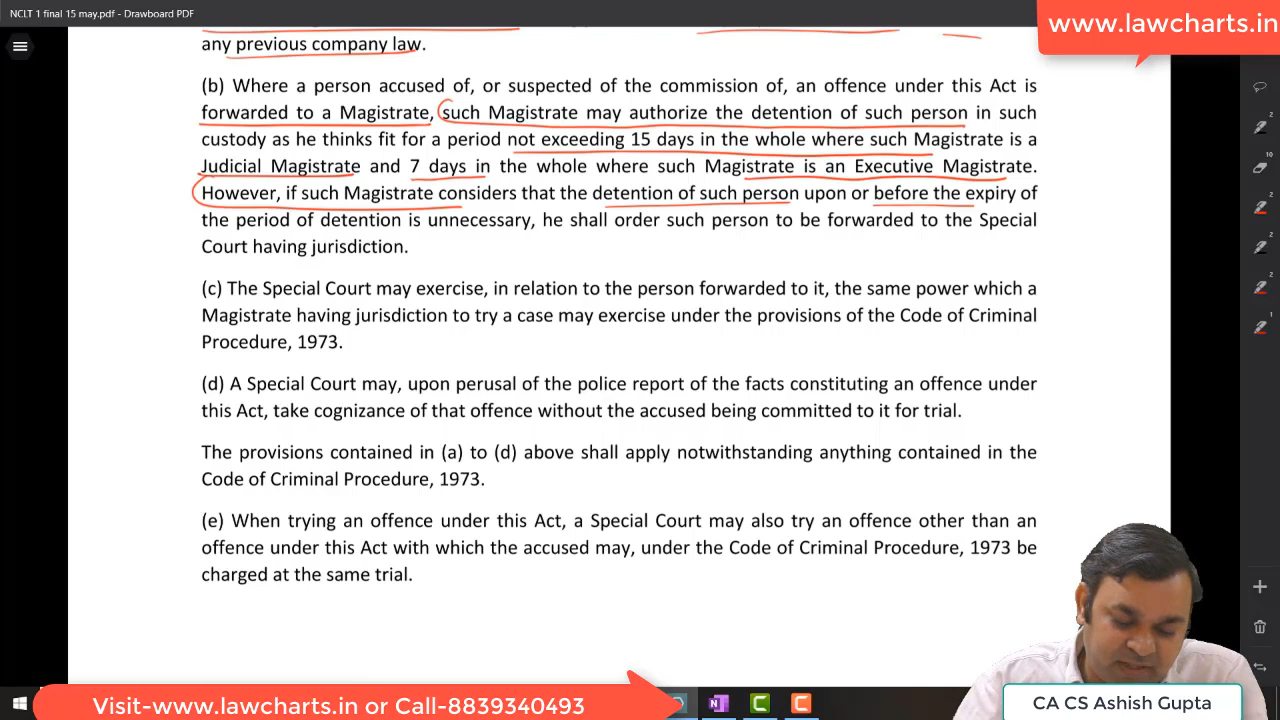 NCLT 1 final 15 may.pdf - Drawboard PDF
www.lawcharts.in
any previous company law.
(b) Where a person accused of, or suspected of the commission of, an offence under this Act is
forwarded to a Magistrate, such Magistrate may authorize the detention of such person in such
custody as he thinks fit for a period not exceeding 15 days in the whole where such Magistrate is a
Judicial Magistrate and 7 days in the whole where such Magistrate is an Executive Magistrate.
However, if such Magistrate considers that the detention of such person upon or before the expiry of
the period of detention is unnecessary, he shall order such person to be forwarded to the Special
Court having jurisdiction.
(c) The Special Court may exercise, in relation to the person forwarded to it, the same power which a
Magistrate having jurisdiction to try a case may exercise under the provisions of the Code of Criminal
Procedure, 1973.
(d) A Special Court may, upon perusal of the police report of the facts constituting an offence under
this Act, take cognizance of that offence without the accused being committed to it for trial.
The provisions contained in (a) to (d) above shall apply notwithstanding anything contained in the
Code of Criminal Procedure, 1973.
(e) When trying an offence under this Act, a Special Court may also try an offence other than an
offence under this Act with which the accused may, under the Code of Criminal Procedure, 1973 be
charged at the same trial.
2
10
2
2
2
1
Visit-www.lawcharts.in or Call-8839340493
CA CS Ashish Gupta